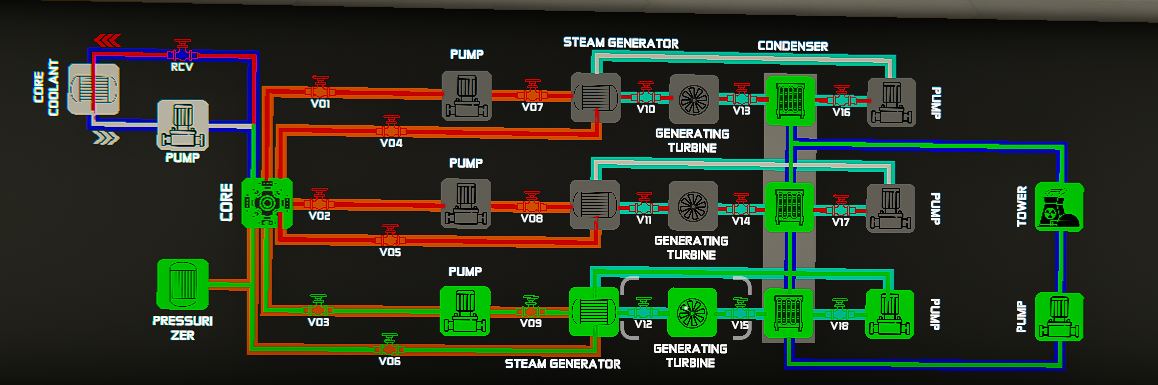 STEAM GENERATOR
CONDENSER
CORE
COOLANT
RCV
PUMP
V01
V07
V10
V13
V16
PUMP
GENERATING
TURBINE
V04
PUMP
PUMP
CORE
V02
V08
V11
V14
V17
PUMP
TOWER
GENERATING
TURBINE
V05
PUMP
V03
V09
V12
V15
V18
PUMP
PUMP
PRESSURI
ZER
V06
STEAM GENERATOR
GENERATING
TURBINE